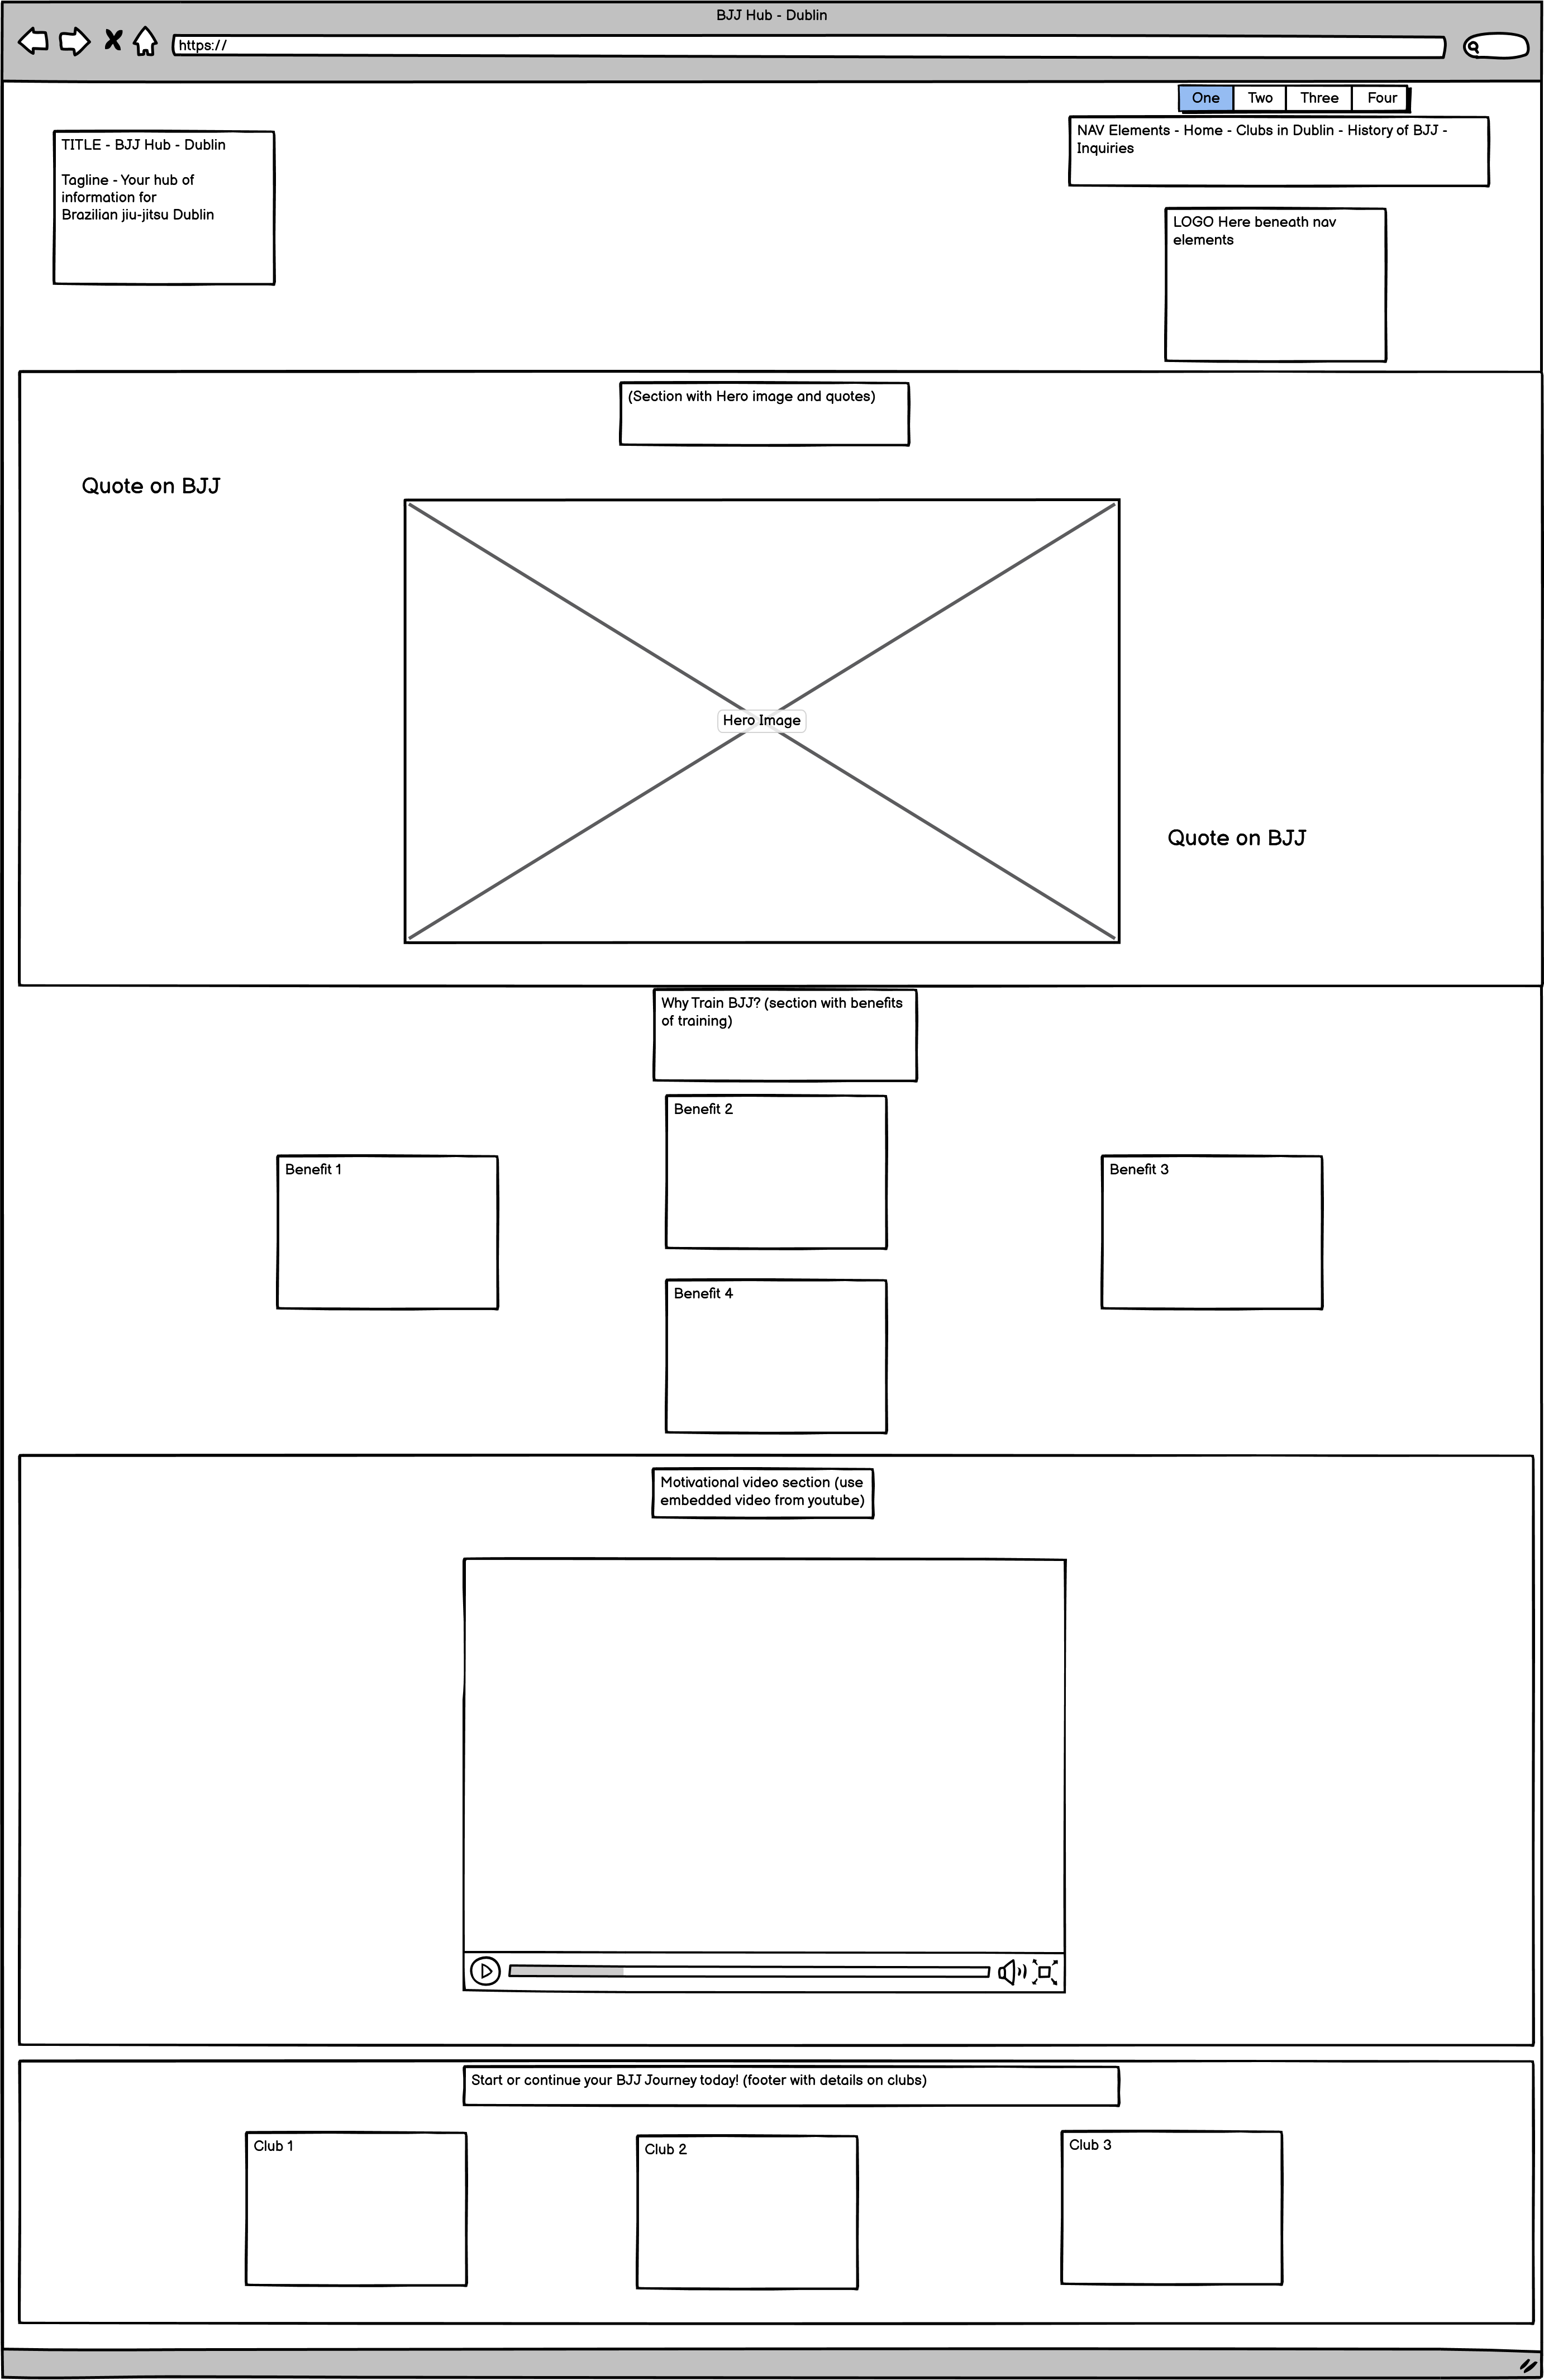 BJJ Hub - Dublin
https://
One Two Three Four
NAV Elements - Home - Clubs in Dublin - History of BJJ -
Inquiries
TITLE - BJJ Hub - Dublin
Tagline - Your hub of
information for
Brazilian jiu-jitsu Dublin
LOGO Here beneath nav
elements
(Section with Hero image and quotes)
Quote on BJJ
Hero Image
Quote on BJJ
Why Train BJJ? (section with benefits
of training)
Benefit 2
Benefit 1
Benefit 3
Benefit 4
Motivational video section (use
embedded video from youtube)
Start or continue your BJJ Journey today! (footer with details on clubs)
Club 1
Club 2
Club 3